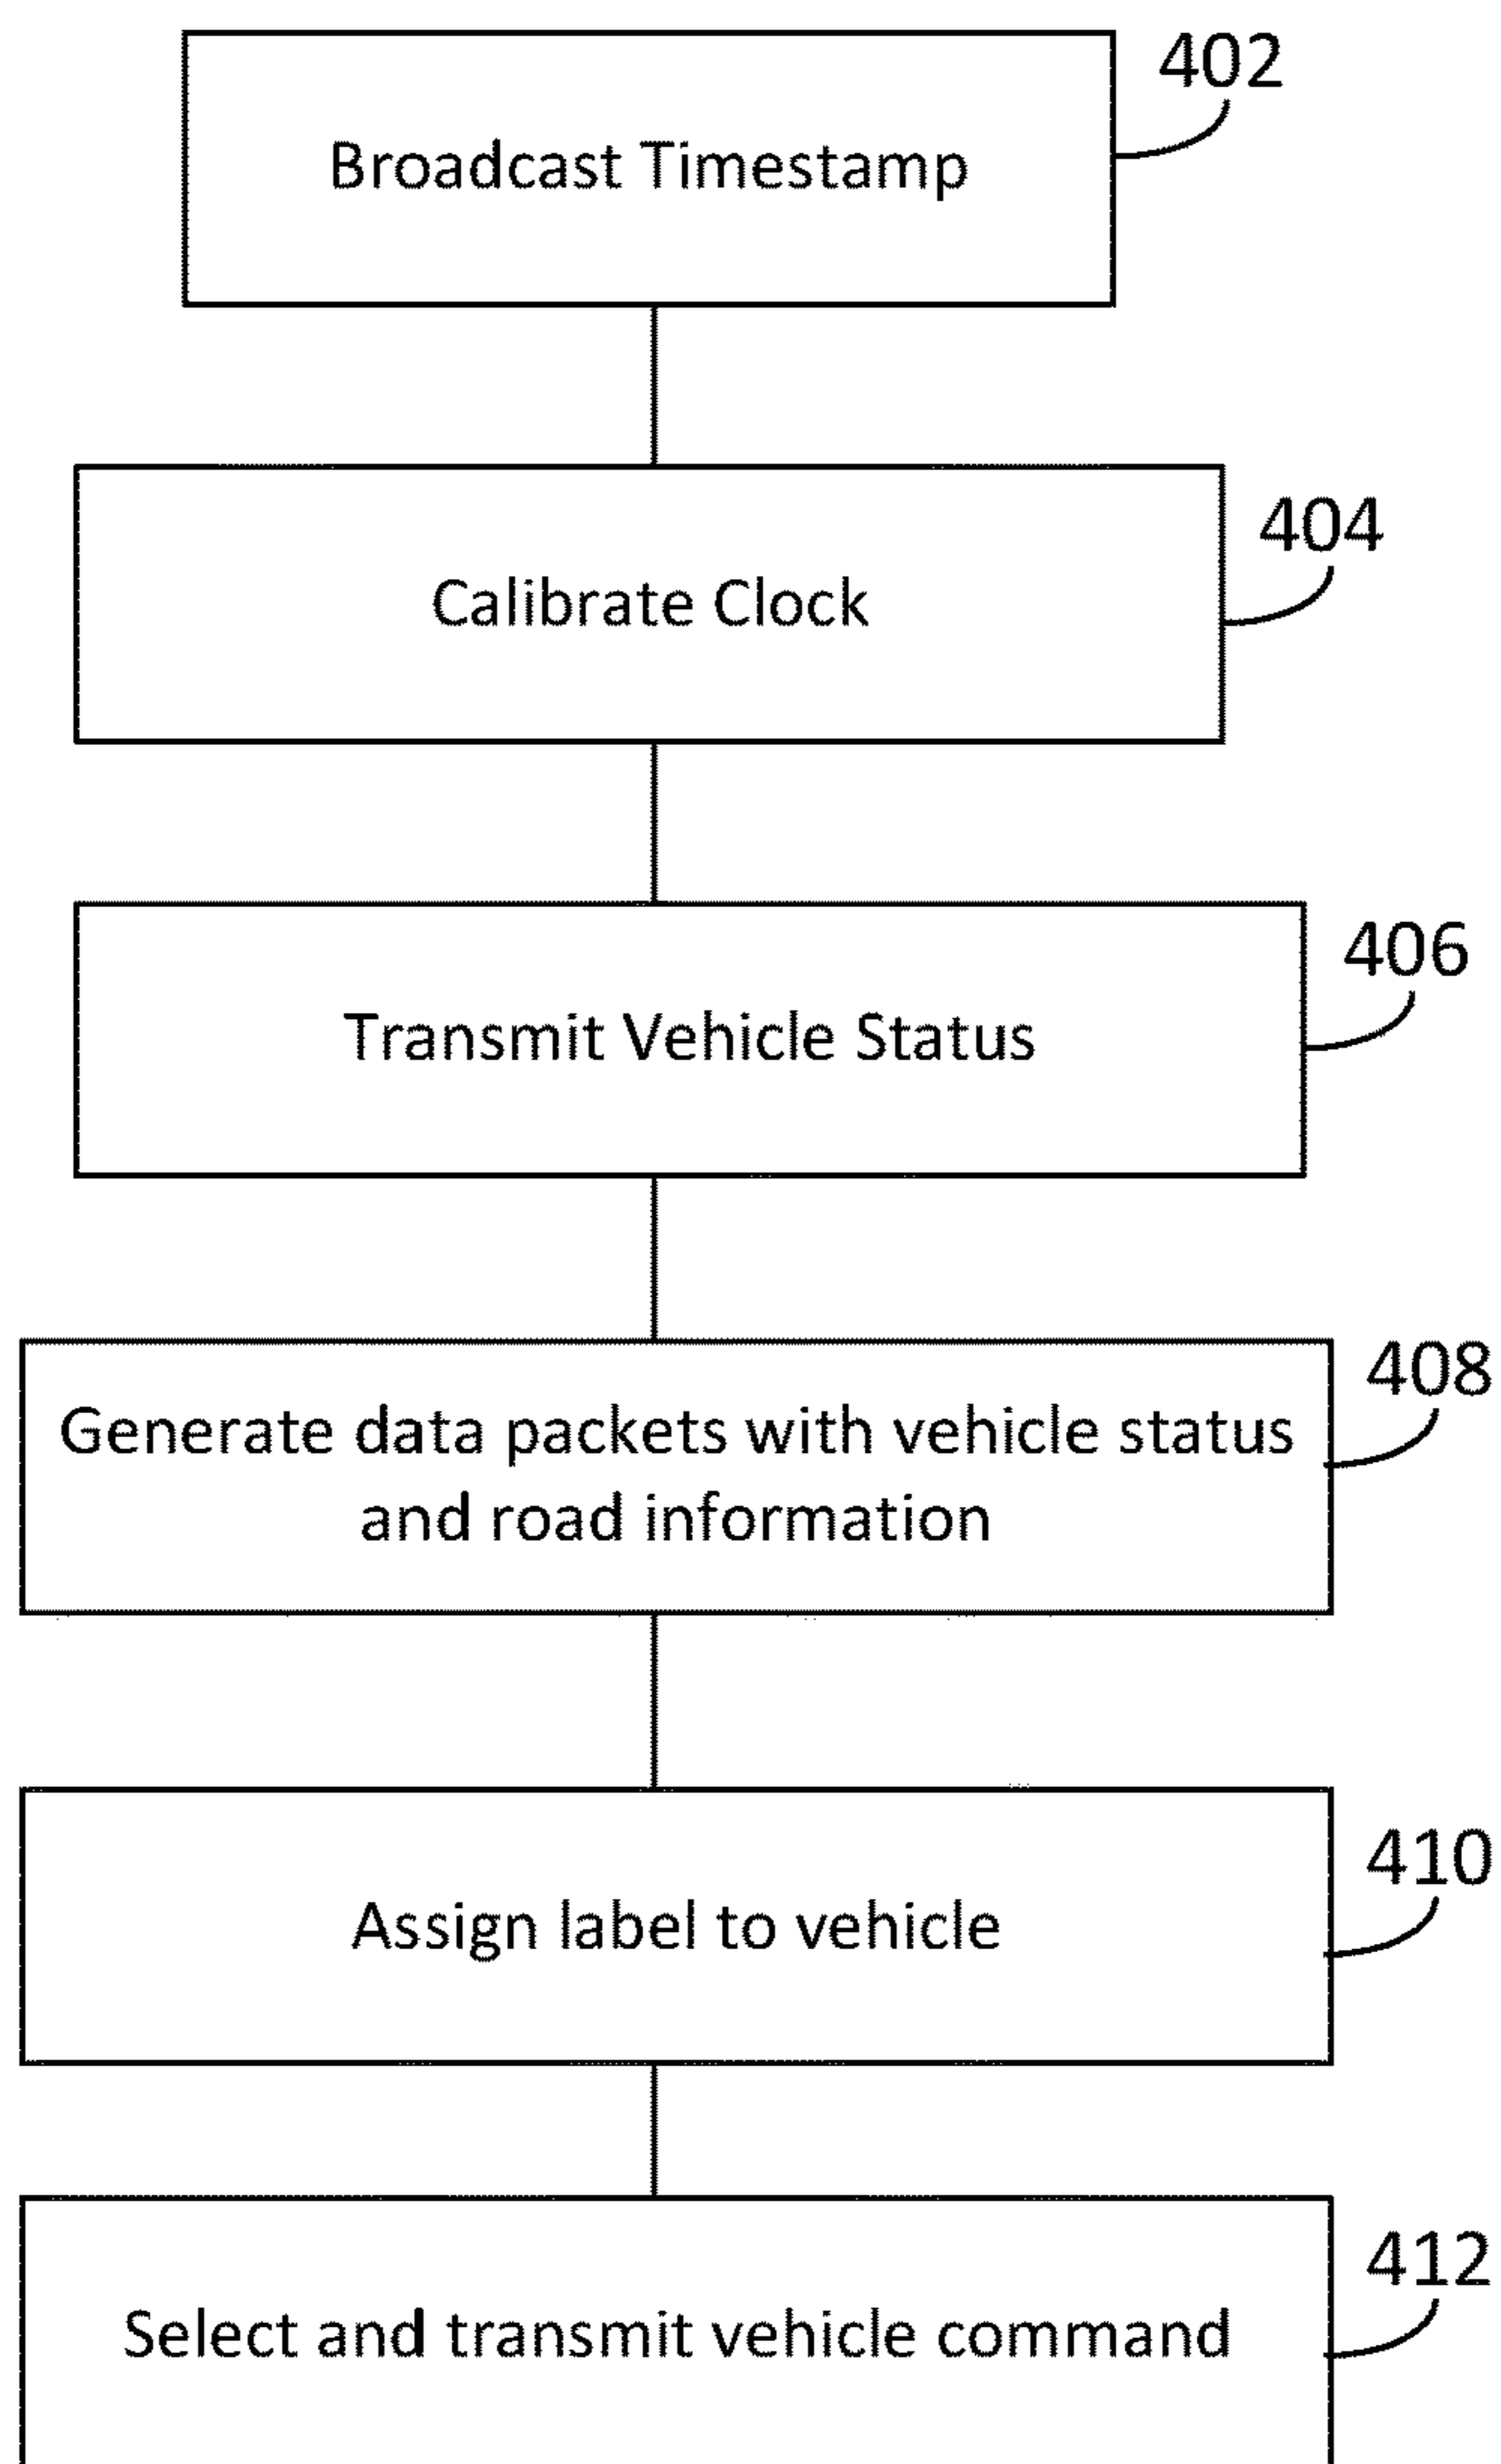 402
Broadcast Timestamp
404
Calibrate Clock
406
Transmit Vehicle Status
408
Generate data packets with vehicle status
and road information
410
Assign label to vehicle
412
Select and transmit vehicle command